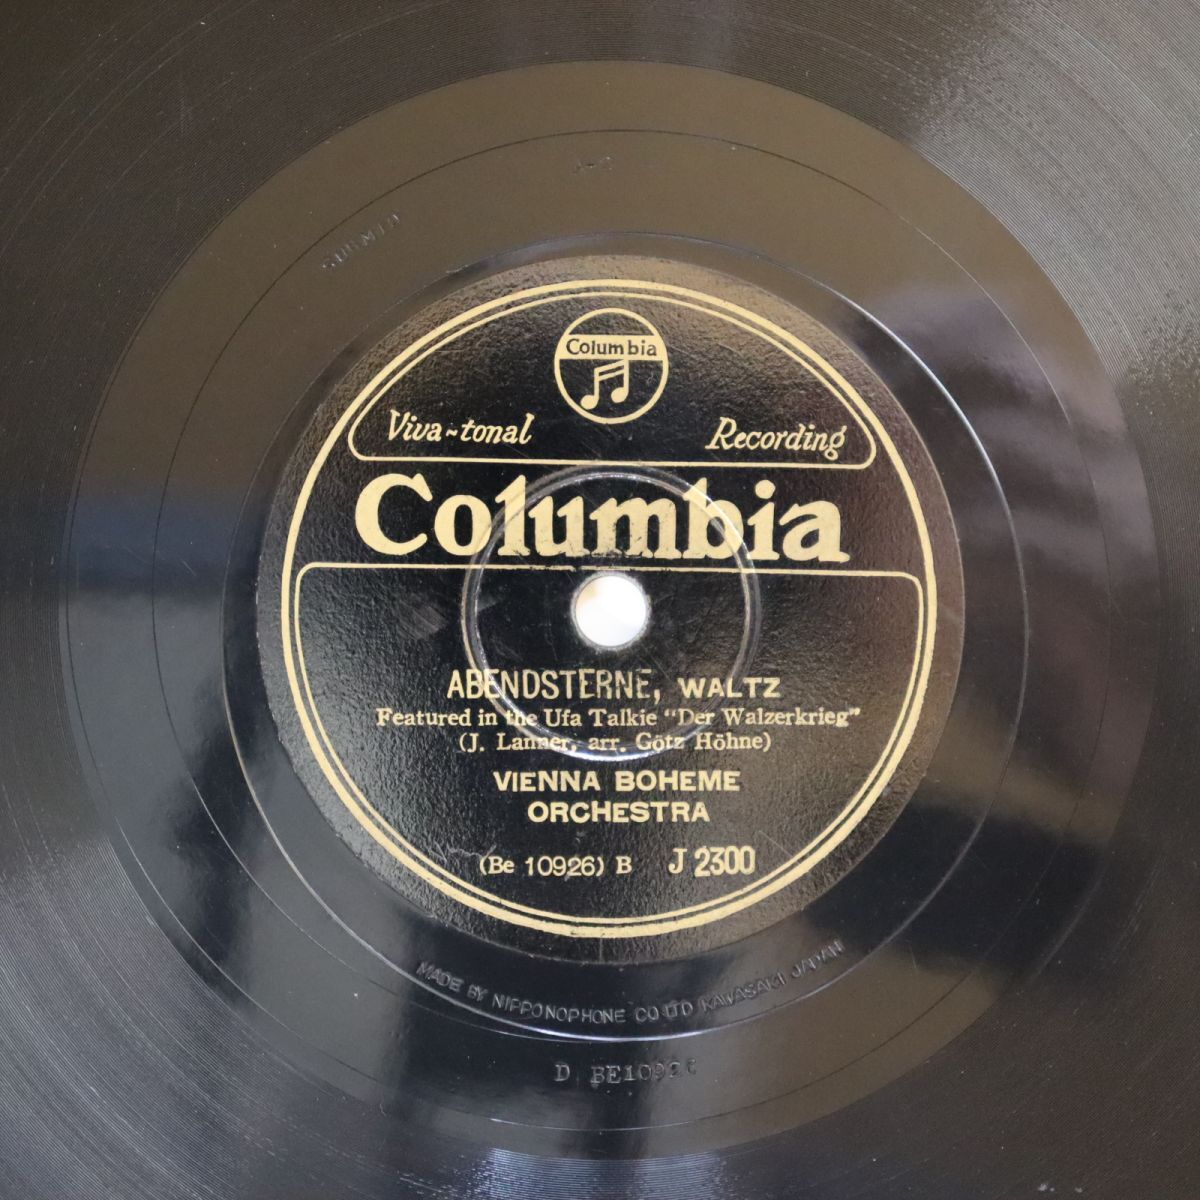 Columbia
Viva-tonal Recording
Columbia
ABENDSTERNE, WALTZ
Featured in the Ufa Talkie "Der Walzerkrieg"
(J. Lanner, arr. Götz Höhne)
VIENNA BOHEME
ORCHESTRA
(Be 10926) B J 2300
MADE BY NIPPONOPHONE CO LTD KAWASAKI JAPAN
D